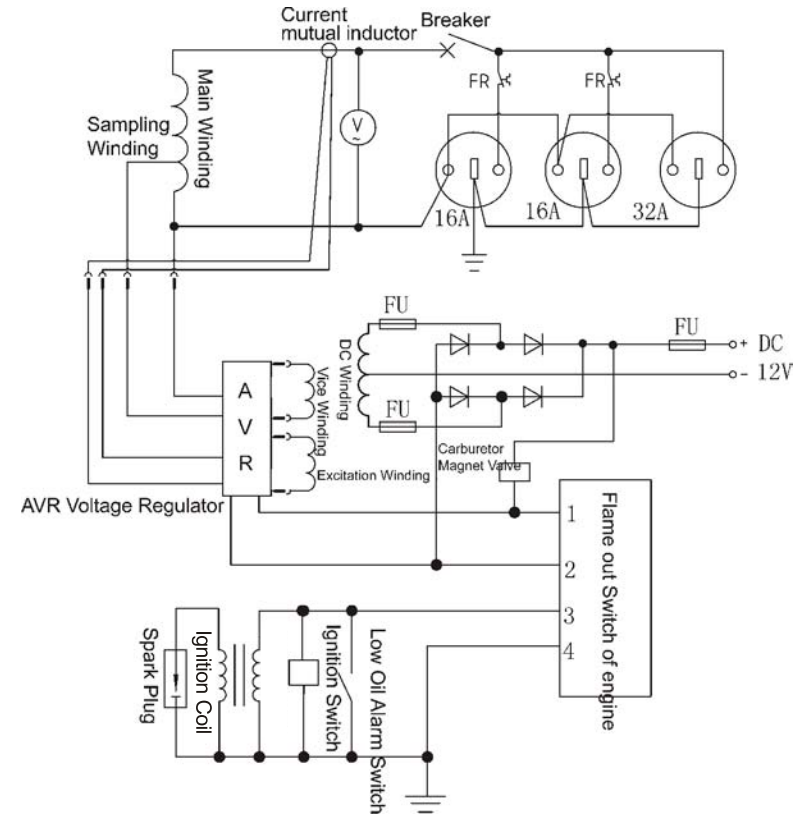 Current
mutual inductor
Breaker
Main Winding
Sampling
Winding
V
~
FR
FR
16A
16A
32A
FU
DC Winding
FU
FU
+ DC
- 12V
A
V
R
Vice Winding
Excitation Winding
Carburetor
Magnet Valve
AVR Voltage Regulator
1
2
3
4
Flame out Switch of engine
Spark Plug
Ignition Coil
Ignition Switch
Low Oil Alarm Switch